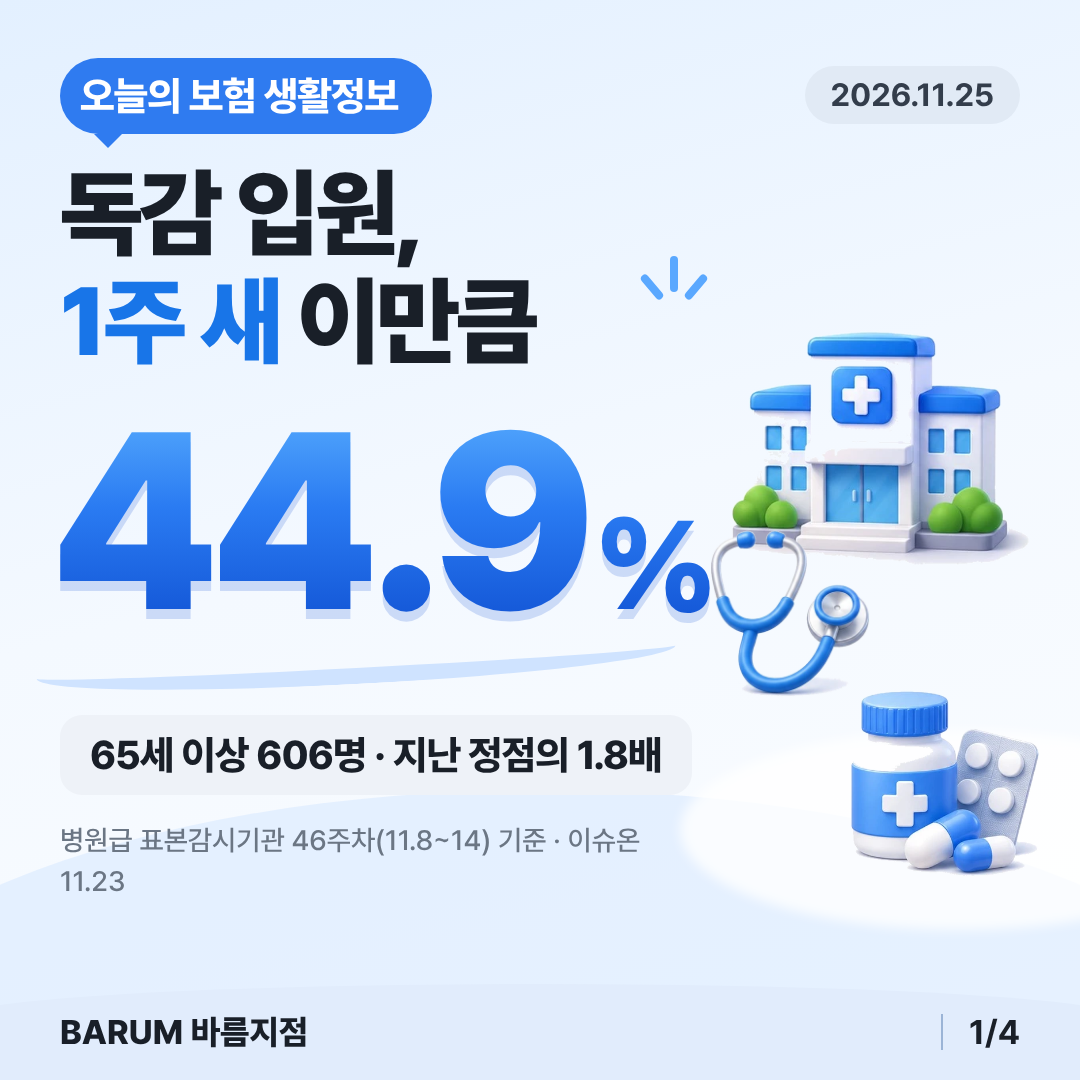 오늘의 보험 생활정보
2026.11.25
독감 입원,
1주 새 이만큼
44.9%
65세 이상 606명 · 지난 정점의 1.8배
병원급 표본감시기관 46주차(11.8~14) 기준 · 이슈온
11.23
BARUM 바름지점
1/4